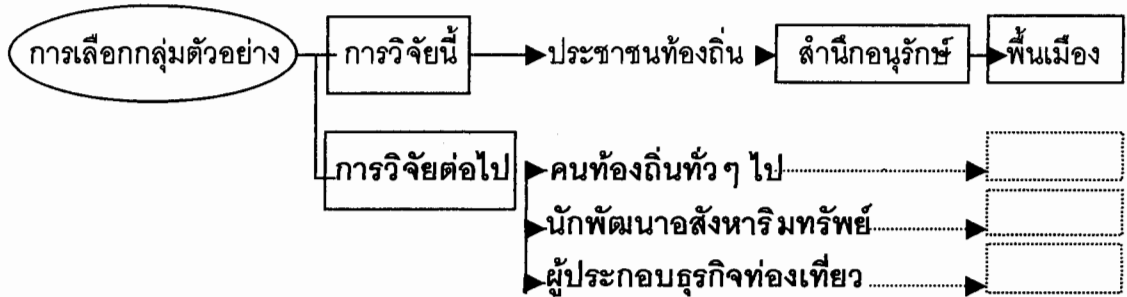 การเลือกกลุ่มตัวอย่าง การวิจัยนี้ ประชาชนท้องถิ่น สำนึกอนุรักษ์ พื้นเมือง
การวิจัยต่อไป คนท้องถิ่นทั่วๆ ไป
นักพัฒนาอสังหาริมทรัพย์
ผู้ประกอบธุรกิจท่องเที่ยว